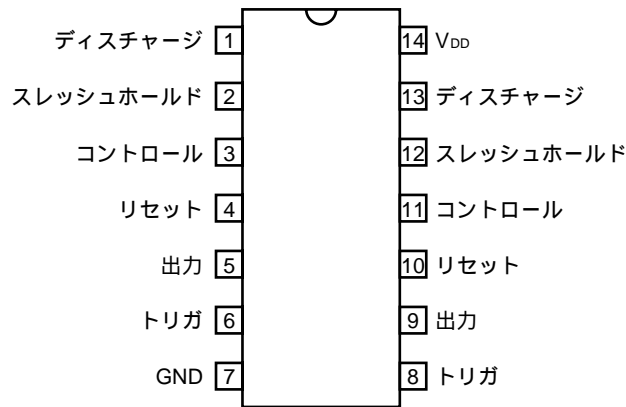 ディスチャージ 1 14 VDD
スレッシュホールド 2 13 ディスチャージ
コントロール 3 12 スレッシュホールド
リセット 4 11 コントロール
出力 5 10 リセット
トリガ 6 9 出力
GND 7 8 トリガ